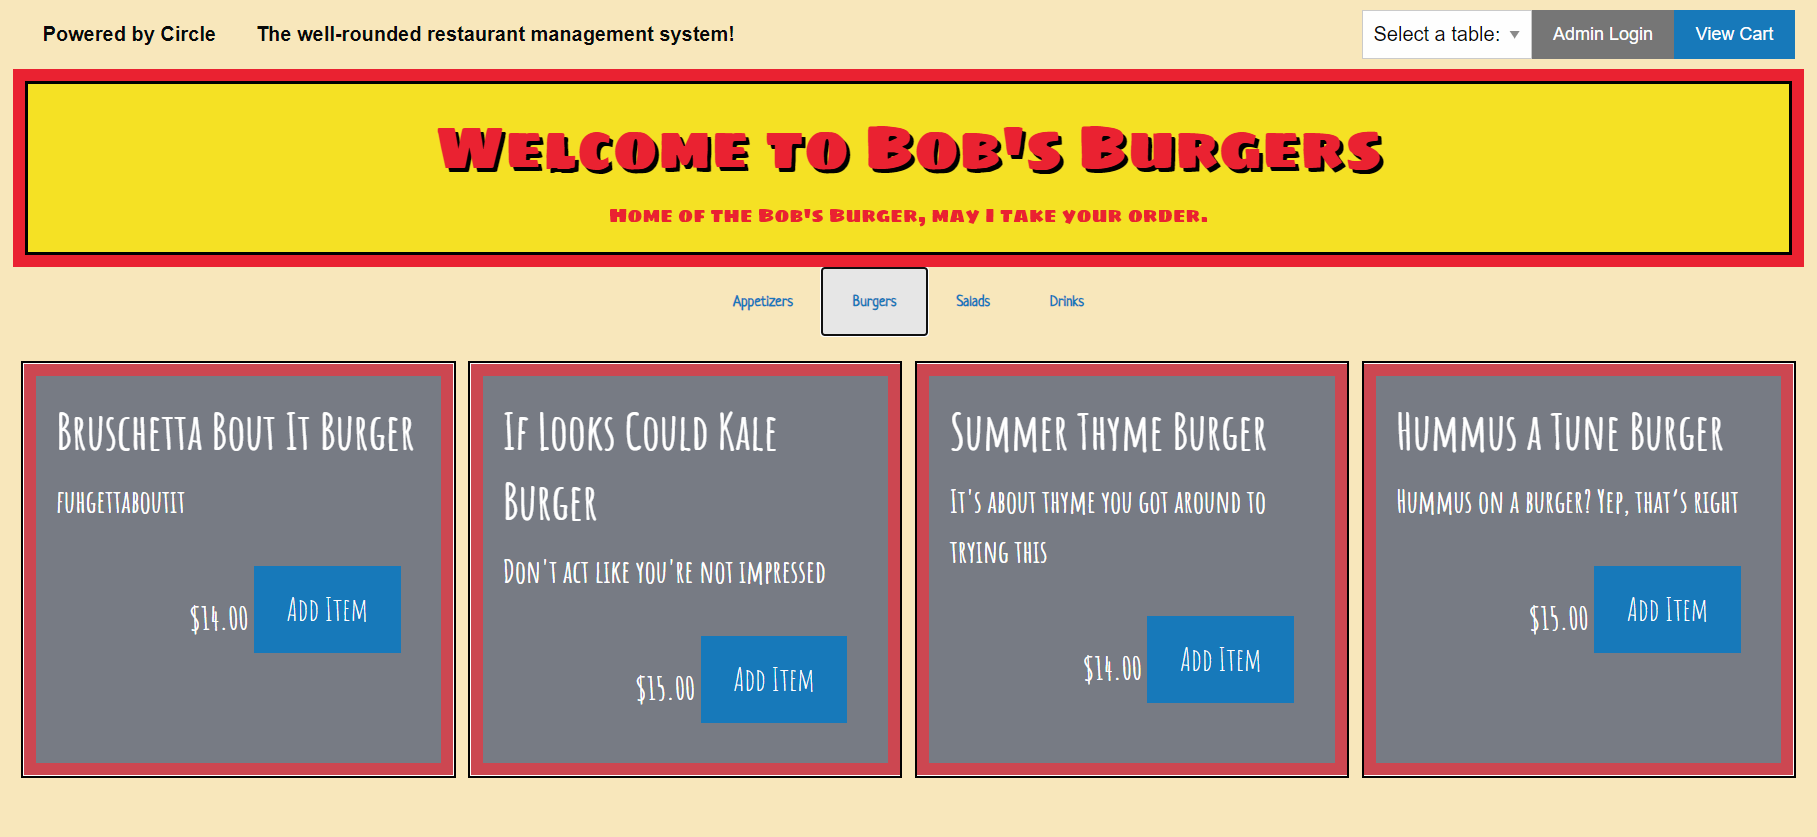 Powered by Circle
The well-rounded restaurant management system!
Select a table:
Admin Login
View Cart
Welcome to Bob's Burgers
Home of the Bob's Burger, may I take your order.
Appetizers
Burgers
Salads
Drinks
Bruschetta Bout It Burger
fuhgettaboutit
$14.00 Add Item
If Looks Could Kale
Burger
Don't act like you're not impressed
$15.00 Add Item
Summer Thyme Burger
It's about thyme you got around to
trying this
$14.00 Add Item
Hummus a Tune Burger
Hummus on a burger? Yep, that’s right
$15.00 Add Item